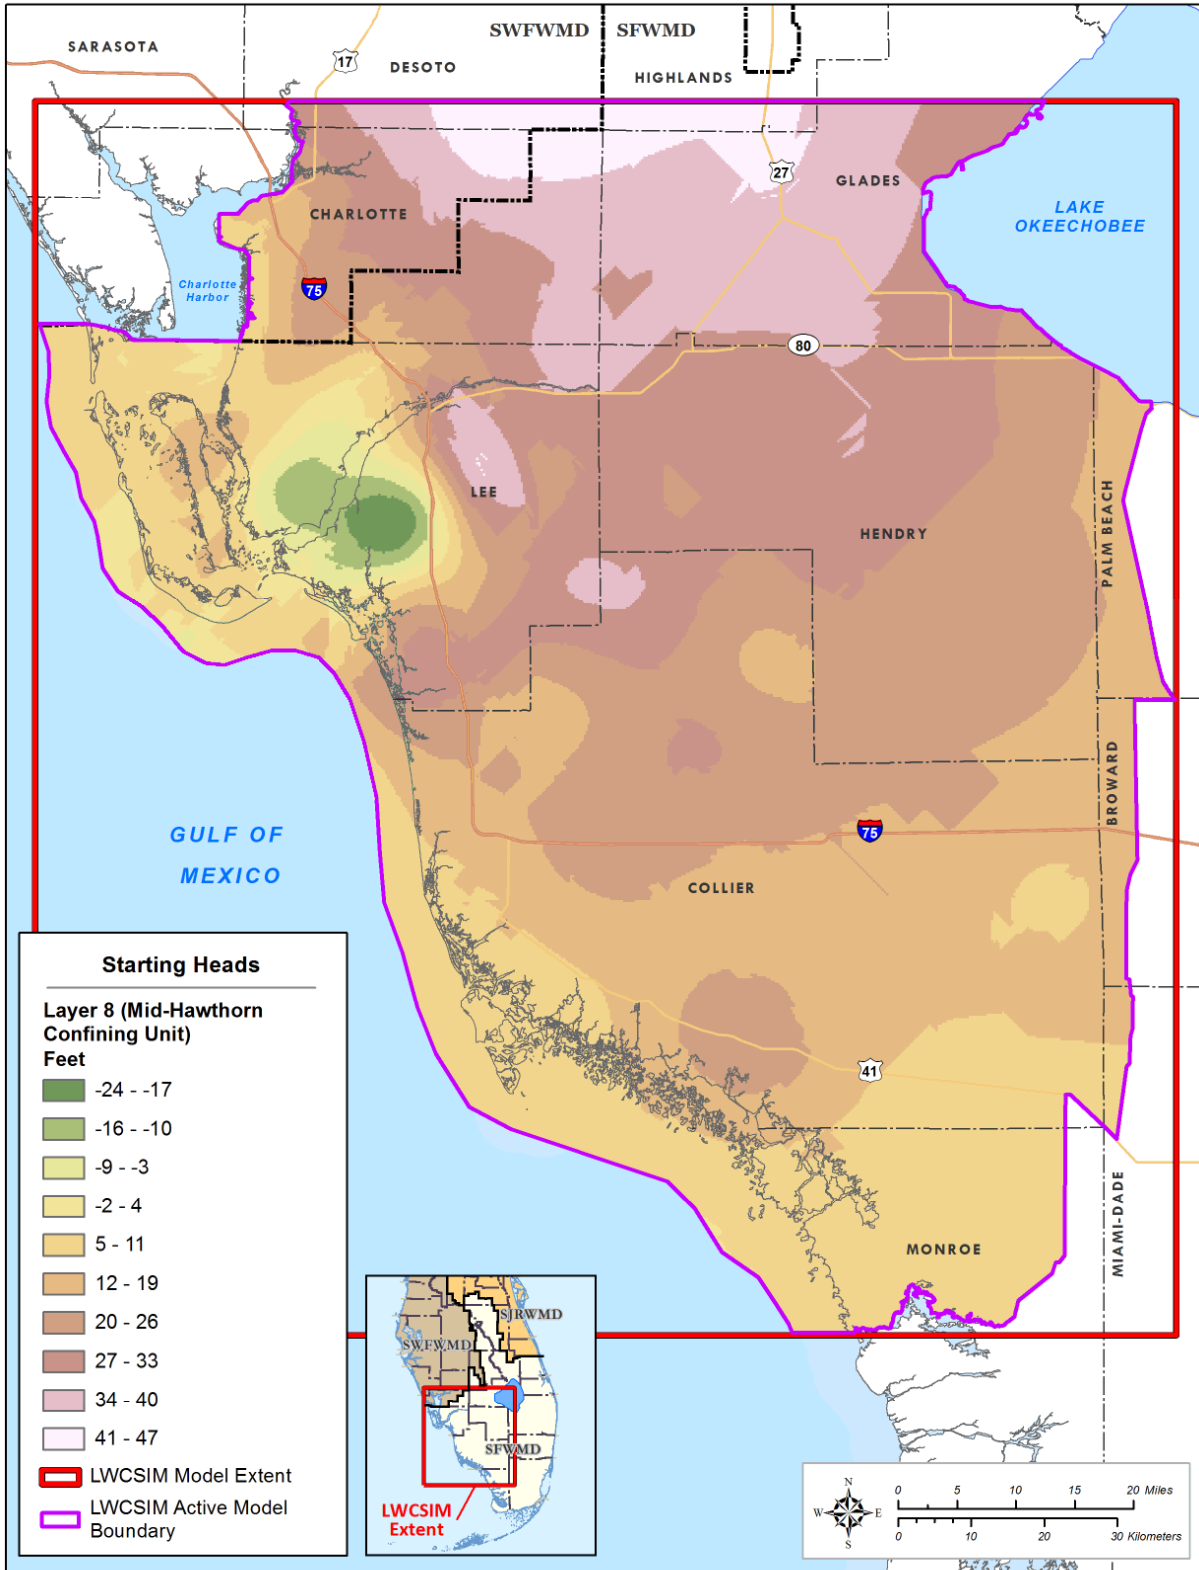 SWFWMD
SFWMD
SARASOTA
17
DESOTO
HIGHLANDS
27
GLADES
CHARLOTTE
LAKE
OKEECHOBEE
Charlotte
Harbor
75
80
LEE
HENDRY
PALM BEACH
BROWARD
GULF OF
MEXICO
75
COLLIER
41
MIAMI-DADE
MONROE
Starting Heads
Layer 8 (Mid-Hawthorn
Confining Unit)
Feet
-24 - -17
-16 - -10
-9 - -3
-2 - 4
5 - 11
12 - 19
20 - 26
27 - 33
34 - 40
41 - 47
LWCSIM Model Extent
LWCSIM Active Model
Boundary
SJRWMD
SWFWMD
SFWMD
LWCSIM
Extent
N
W E
S
0 5 10 15 20 Miles
0 10 20 30 Kilometers